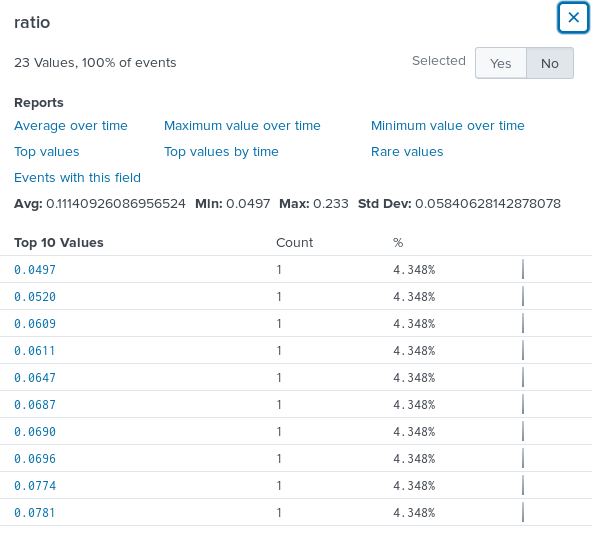 ratio
23 Values, 100% of events
Selected Yes No
Reports
Average over time Maximum value over time Minimum value over time
Top values Top values by time Rare values
Events with this field
Avg: 0.11140926086956524 Min: 0.0497 Max: 0.233 Std Dev: 0.05840628142878078
Top 10 Values Count %
0.0497 1 4.348%
0.0520 1 4.348%
0.0609 1 4.348%
0.0611 1 4.348%
0.0647 1 4.348%
0.0687 1 4.348%
0.0690 1 4.348%
0.0696 1 4.348%
0.0774 1 4.348%
0.0781 1 4.348%